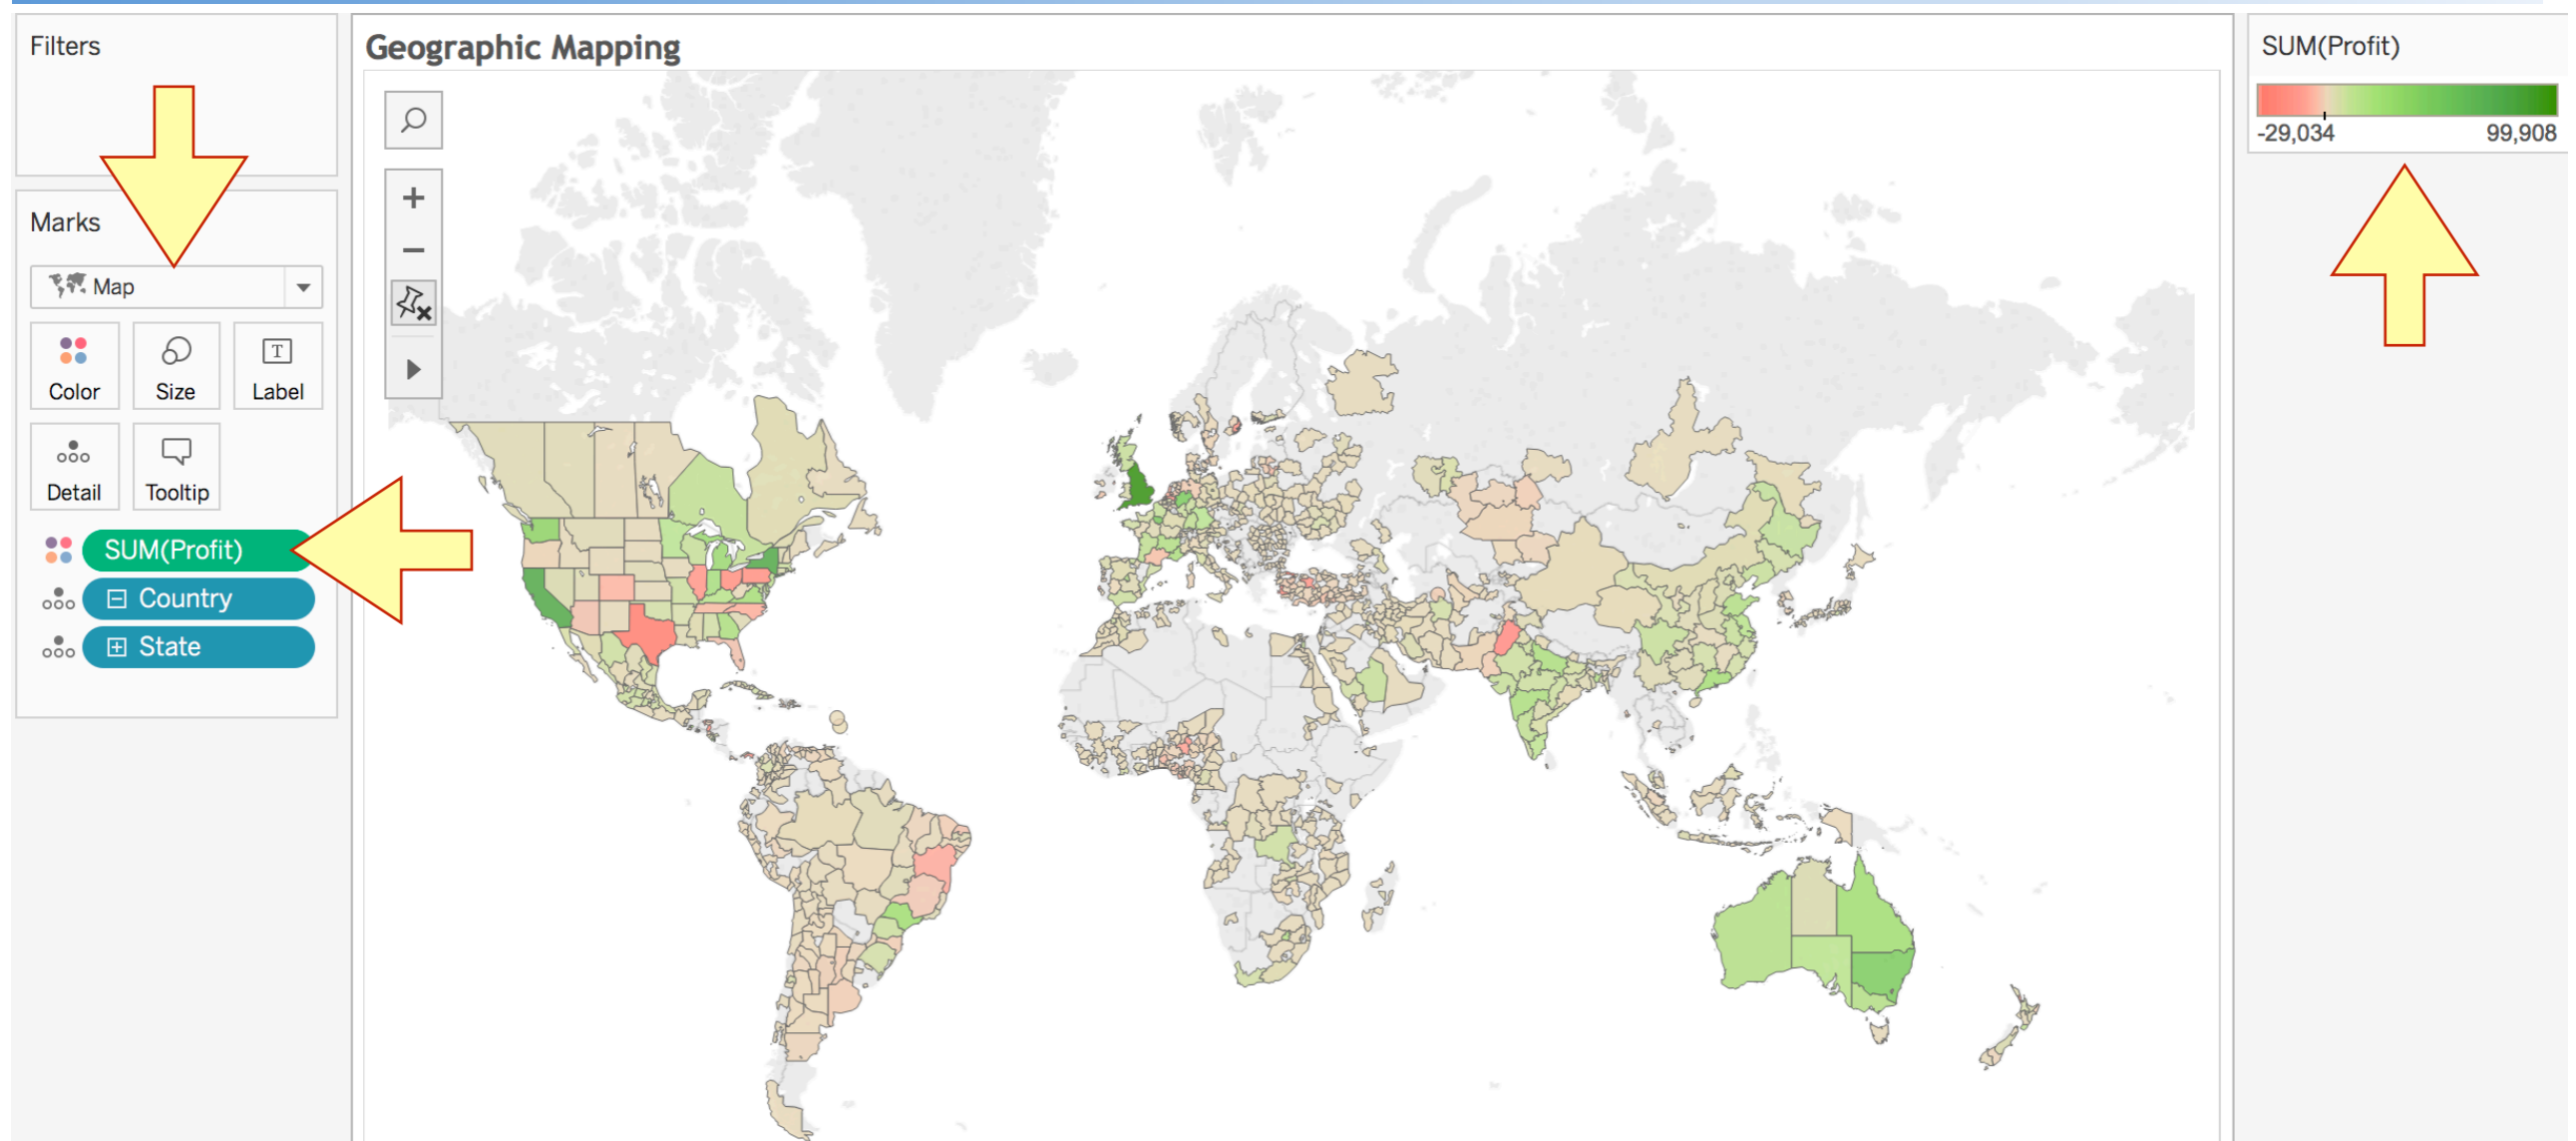 Filters
Marks
Map
Color
Size
T
Label
Detail
Tooltip
SUM(Profit)
Country
State
Geographic Mapping
SUM(Profit)
-29,034
99,908